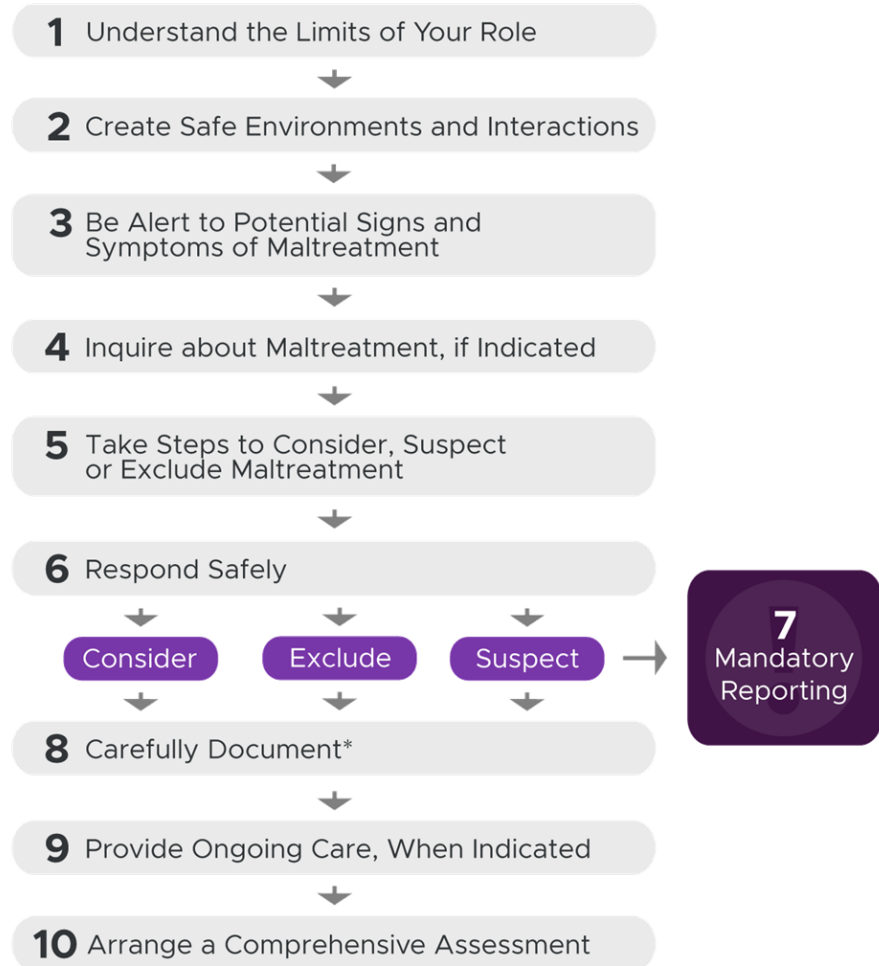 1 Understand the Limits of Your Role
2 Create Safe Environments and Interactions
3 Be Alert to Potential Signs and
Symptoms of Maltreatment
4 Inquire about Maltreatment, if Indicated
5 Take Steps to Consider, Suspect
or Exclude Maltreatment
6 Respond Safely
Consider
Exclude
Suspect
7
Mandatory
Reporting
8 Carefully Document*
9 Provide Ongoing Care, When Indicated
10 Arrange a Comprehensive Assessment